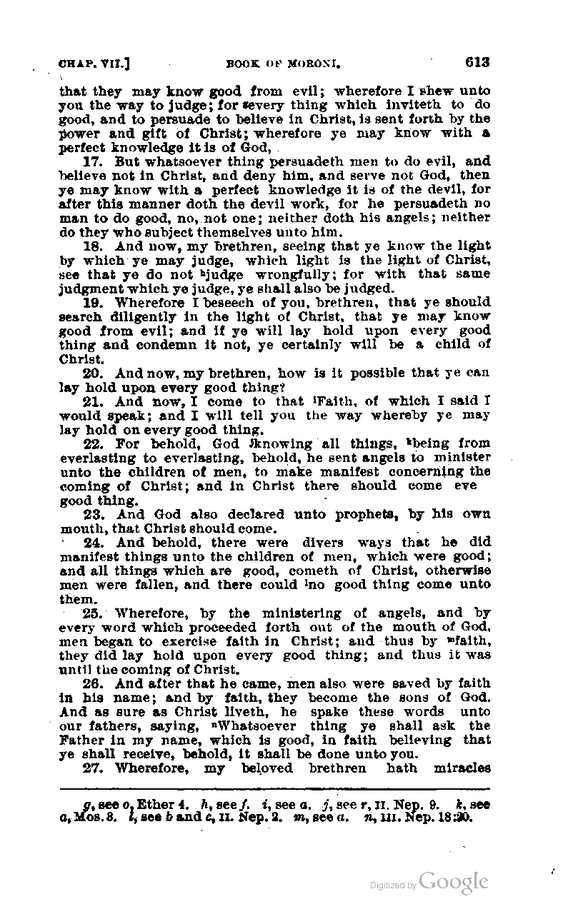 CHAP. VII.] BOOK OF MORONI. 613
that they may know good from evil; wherefore I shew unto
you the way to judge; for gevery thing which inviteth to do
good, and to persuade to believe in Christ, is sent forth by the
power and gift of Christ; wherefore ye may know with a
perfect knowledge it is of God,
17. But whatsoever thing persuadeth men to do evil, and
believe not in Christ, and deny him, and serve not God, then
ye may know with a perfect knowledge it is of the devil, for
after this manner doth the devil work, for he persuadeth no
man to do good, no, not one; neither doth his angels; neither
do they who subject themselves unto him.
18. And now, my brethren, seeing that ye know the light
by which ye may judge, which light is the light of Christ,
see that ye do not hjudge wrongfully; for with that same
judgment which ye judge, ye shall also be judged.
19. Wherefore I beseech of you, brethren, that ye should
search diligently in the light of Christ, that ye may know
good from evil; and if ye will lay hold upon every good
thing and condemn it not, ye certainly will be a child of
Christ.
20. And now, my brethren, how is it possible that ye can
lay hold upon every good thing?
21. And now, I come to that iFaith, of which I said I
would speak; and I will tell you the way whereby ye may
lay hold on every good thing.
22. For behold, God jknowing all things, kbeing from
everlasting to everlasting, behold, he sent angels to minister
unto the children of men, to make manifest concerning the
coming of Christ; and in Christ there should come eve
good thing.
23. And God also declared unto prophets, by his own
mouth, that Christ should come.
24. And behold, there were divers ways that he did
manifest things unto the children of men, which were good;
and all things which are good, cometh of Christ, otherwise
men were fallen, and there could lno good thing come unto
them.
25. Wherefore, by the ministering of angels, and by
every word which proceeded forth out of the mouth of God,
men began to exercise faith in Christ; and thus by mfaith,
they did lay hold upon every good thing; and thus it was
until the coming of Christ.
26. And after that he came, men also were saved by faith
in his name; and by faith, they become the sons of God.
And as sure as Christ liveth, he spake these words unto
our fathers, saying, nWhatsoever thing ye shall ask the
Father in my name, which is good, in faith believing that
ye shall receive, behold, it shall be done unto you.
27. Wherefore, my beloved brethren hath miracles
g, see o, Ether 4. h, see f. i, see a. j, see r, II. Nep. 9. k, see
a, Mos. 3. l, see b and c, II. Nep. 2. m, see a. n, III. Nep. 18:20.
Digitized by Google